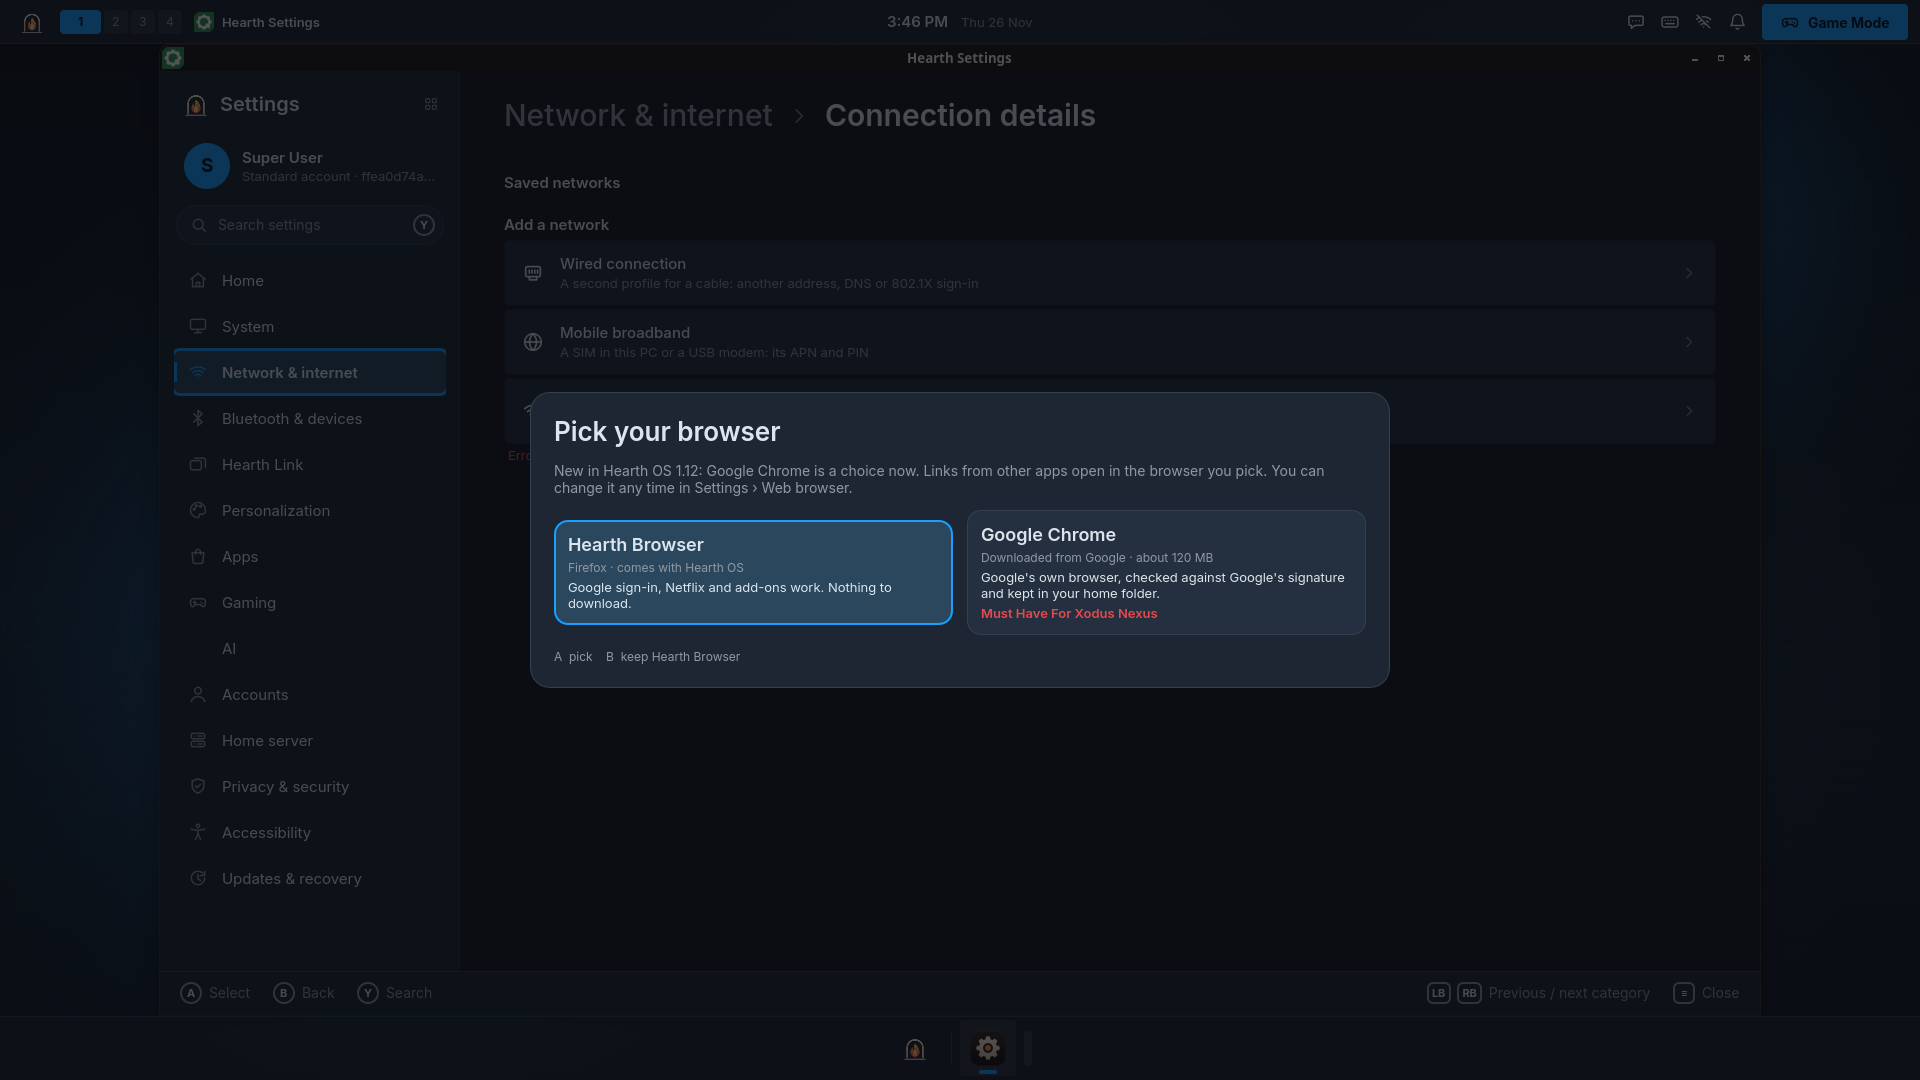 1 2 3 4 Hearth Settings
3:46 PM Thu 26 Nov
Game Mode
Hearth Settings
Settings
S
Super User
Standard account · ffea0d74a...
Search settings Y
Home
System
Network & internet
Bluetooth & devices
Hearth Link
Personalization
Apps
Gaming
AI
Accounts
Home server
Privacy & security
Accessibility
Updates & recovery
Network & internet › Connection details
Saved networks
Add a network
Wired connection
A second profile for a cable: another address, DNS or 802.1X sign-in
Mobile broadband
A SIM in this PC or a USB modem: its APN and PIN
Pick your browser
New in Hearth OS 1.12: Google Chrome is a choice now. Links from other apps open in the browser you pick. You can
change it any time in Settings › Web browser.
Hearth Browser
Firefox · comes with Hearth OS
Google sign-in, Netflix and add-ons work. Nothing to
download.
Google Chrome
Downloaded from Google · about 120 MB
Google's own browser, checked against Google's signature
and kept in your home folder.
Must Have For Xodus Nexus
A pick B keep Hearth Browser
A Select B Back Y Search
LB RB Previous / next category ≡ Close